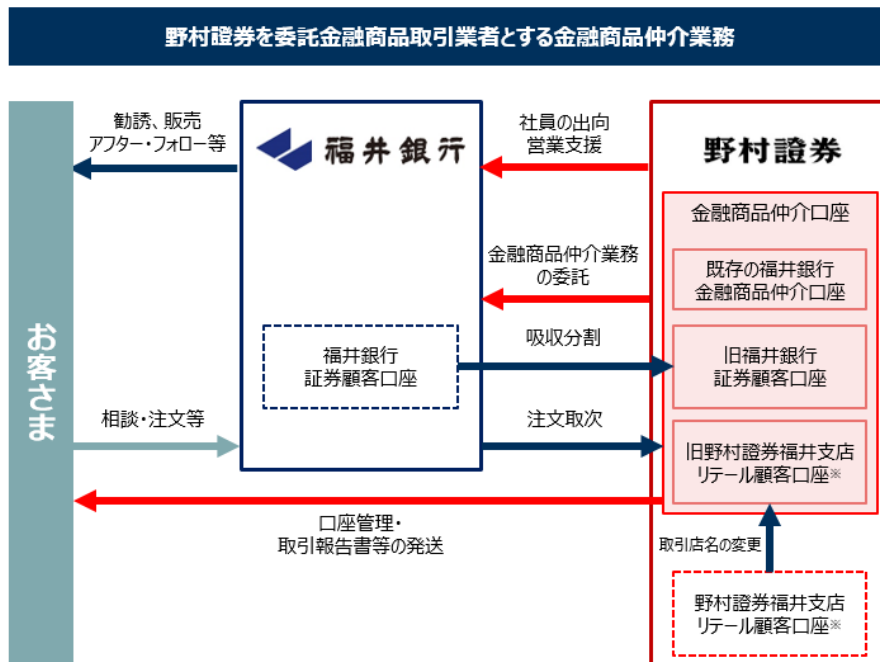 野村證券を委託金融商品取引業者とする金融商品仲介業務
勧誘、販売
アフター・フォロー等
福井銀行
社員の出向
営業支援
野村證券
金融商品仲介口座
金融商品仲介業務
の委託
既存の福井銀行
金融商品仲介口座
お客さま
福井銀行
証券顧客口座
吸収分割
旧福井銀行
証券顧客口座
相談・注文等
注文取次
旧野村證券福井支店
リテール顧客口座※
口座管理・
取引報告書等の発送
取引店名の変更
野村證券福井支店
リテール顧客口座※